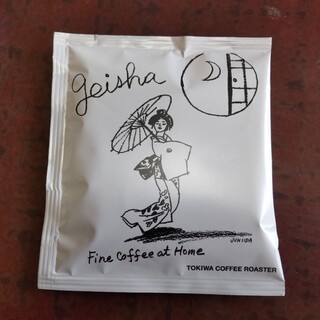 geisha
Fine Coffee at Home
TOKIWA COFFEE ROASTER